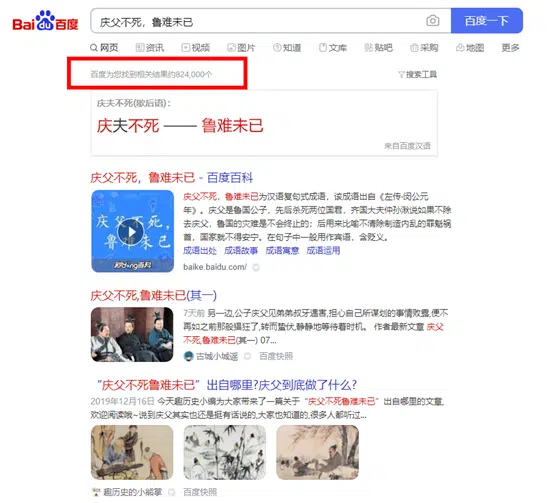 Baidu百度
庆父不死，鲁难未已
百度一下
网页 资讯 视频 图片 知道 文库 贴吧 采购 地图 更多
百度为您找到相关结果约824,000个
搜索工具
庆夫不死(歇后语)：
庆夫不死 —— 鲁难未已
来自百度汉语
庆父不死，鲁难未已 - 百度百科
庆父不死，鲁难未已为汉语复句式成语，该成语出自《左传·闵公元
年》。庆父是鲁国公子，先后杀死两位国君，齐国大夫仲孙湫说如果不除
去庆父，鲁国的灾难是不会终止的；后用来比喻不清除制造内乱的罪魁祸
首，国家就不得安宁。在句子中一般用作宾语，含贬义。
成语出处 成语故事 成语寓意 成语运用
baike.baidu.com/
庆父不死，
鲁难未已
秒懂百科
庆父不死,鲁难未已(其一)
7天前 另一边,公子庆父见弟弟叔牙遇害,担心自己所谋划的事情败露,便不
再如之前那般猖狂了,转而蛰伏,静静地等待着时机。 作者最新文章 庆父
不死,鲁难未已(其一) 07...
古城小城遥 百度快照
“庆父不死鲁难未已”出自哪里?庆父到底做了什么?
2019年12月16日 今天趣历史小编为大家带来了一篇关于“庆父不死鲁难未已”出自哪里的文章,
欢迎阅读哦~说到庆父其实也还是挺有话说的,大家也知道的,很多人都听过...
趣历史的小能掌 百度快照